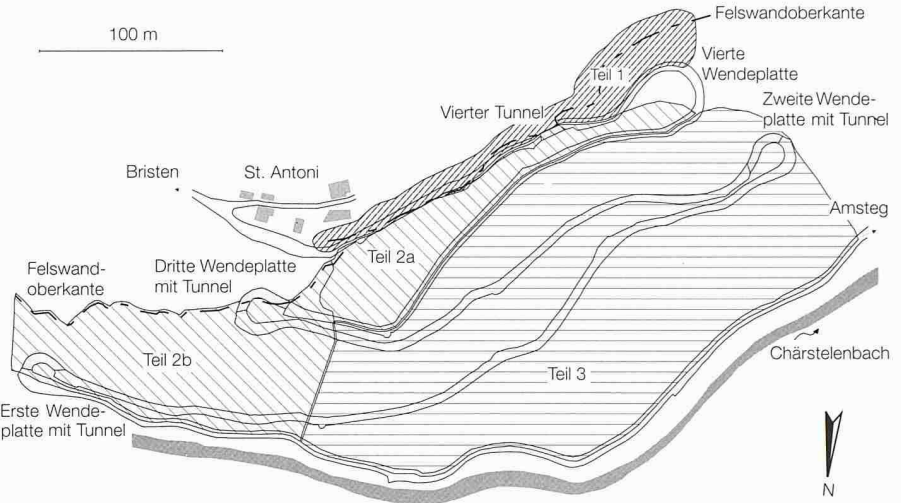 100 m
Felswandoberkante
Teil 1
Vierte
Wendeplatte
Vierter Tunnel
Zweite Wende-
platte mit Tunnel
Bristen
St. Antoni
Amsteg
Teil 2a
Felswand-
oberkante
Dritte Wendeplatte
mit Tunnel
Teil 2b
Teil 3
Chärstelenbach
Erste Wende-
platte mit Tunnel
N